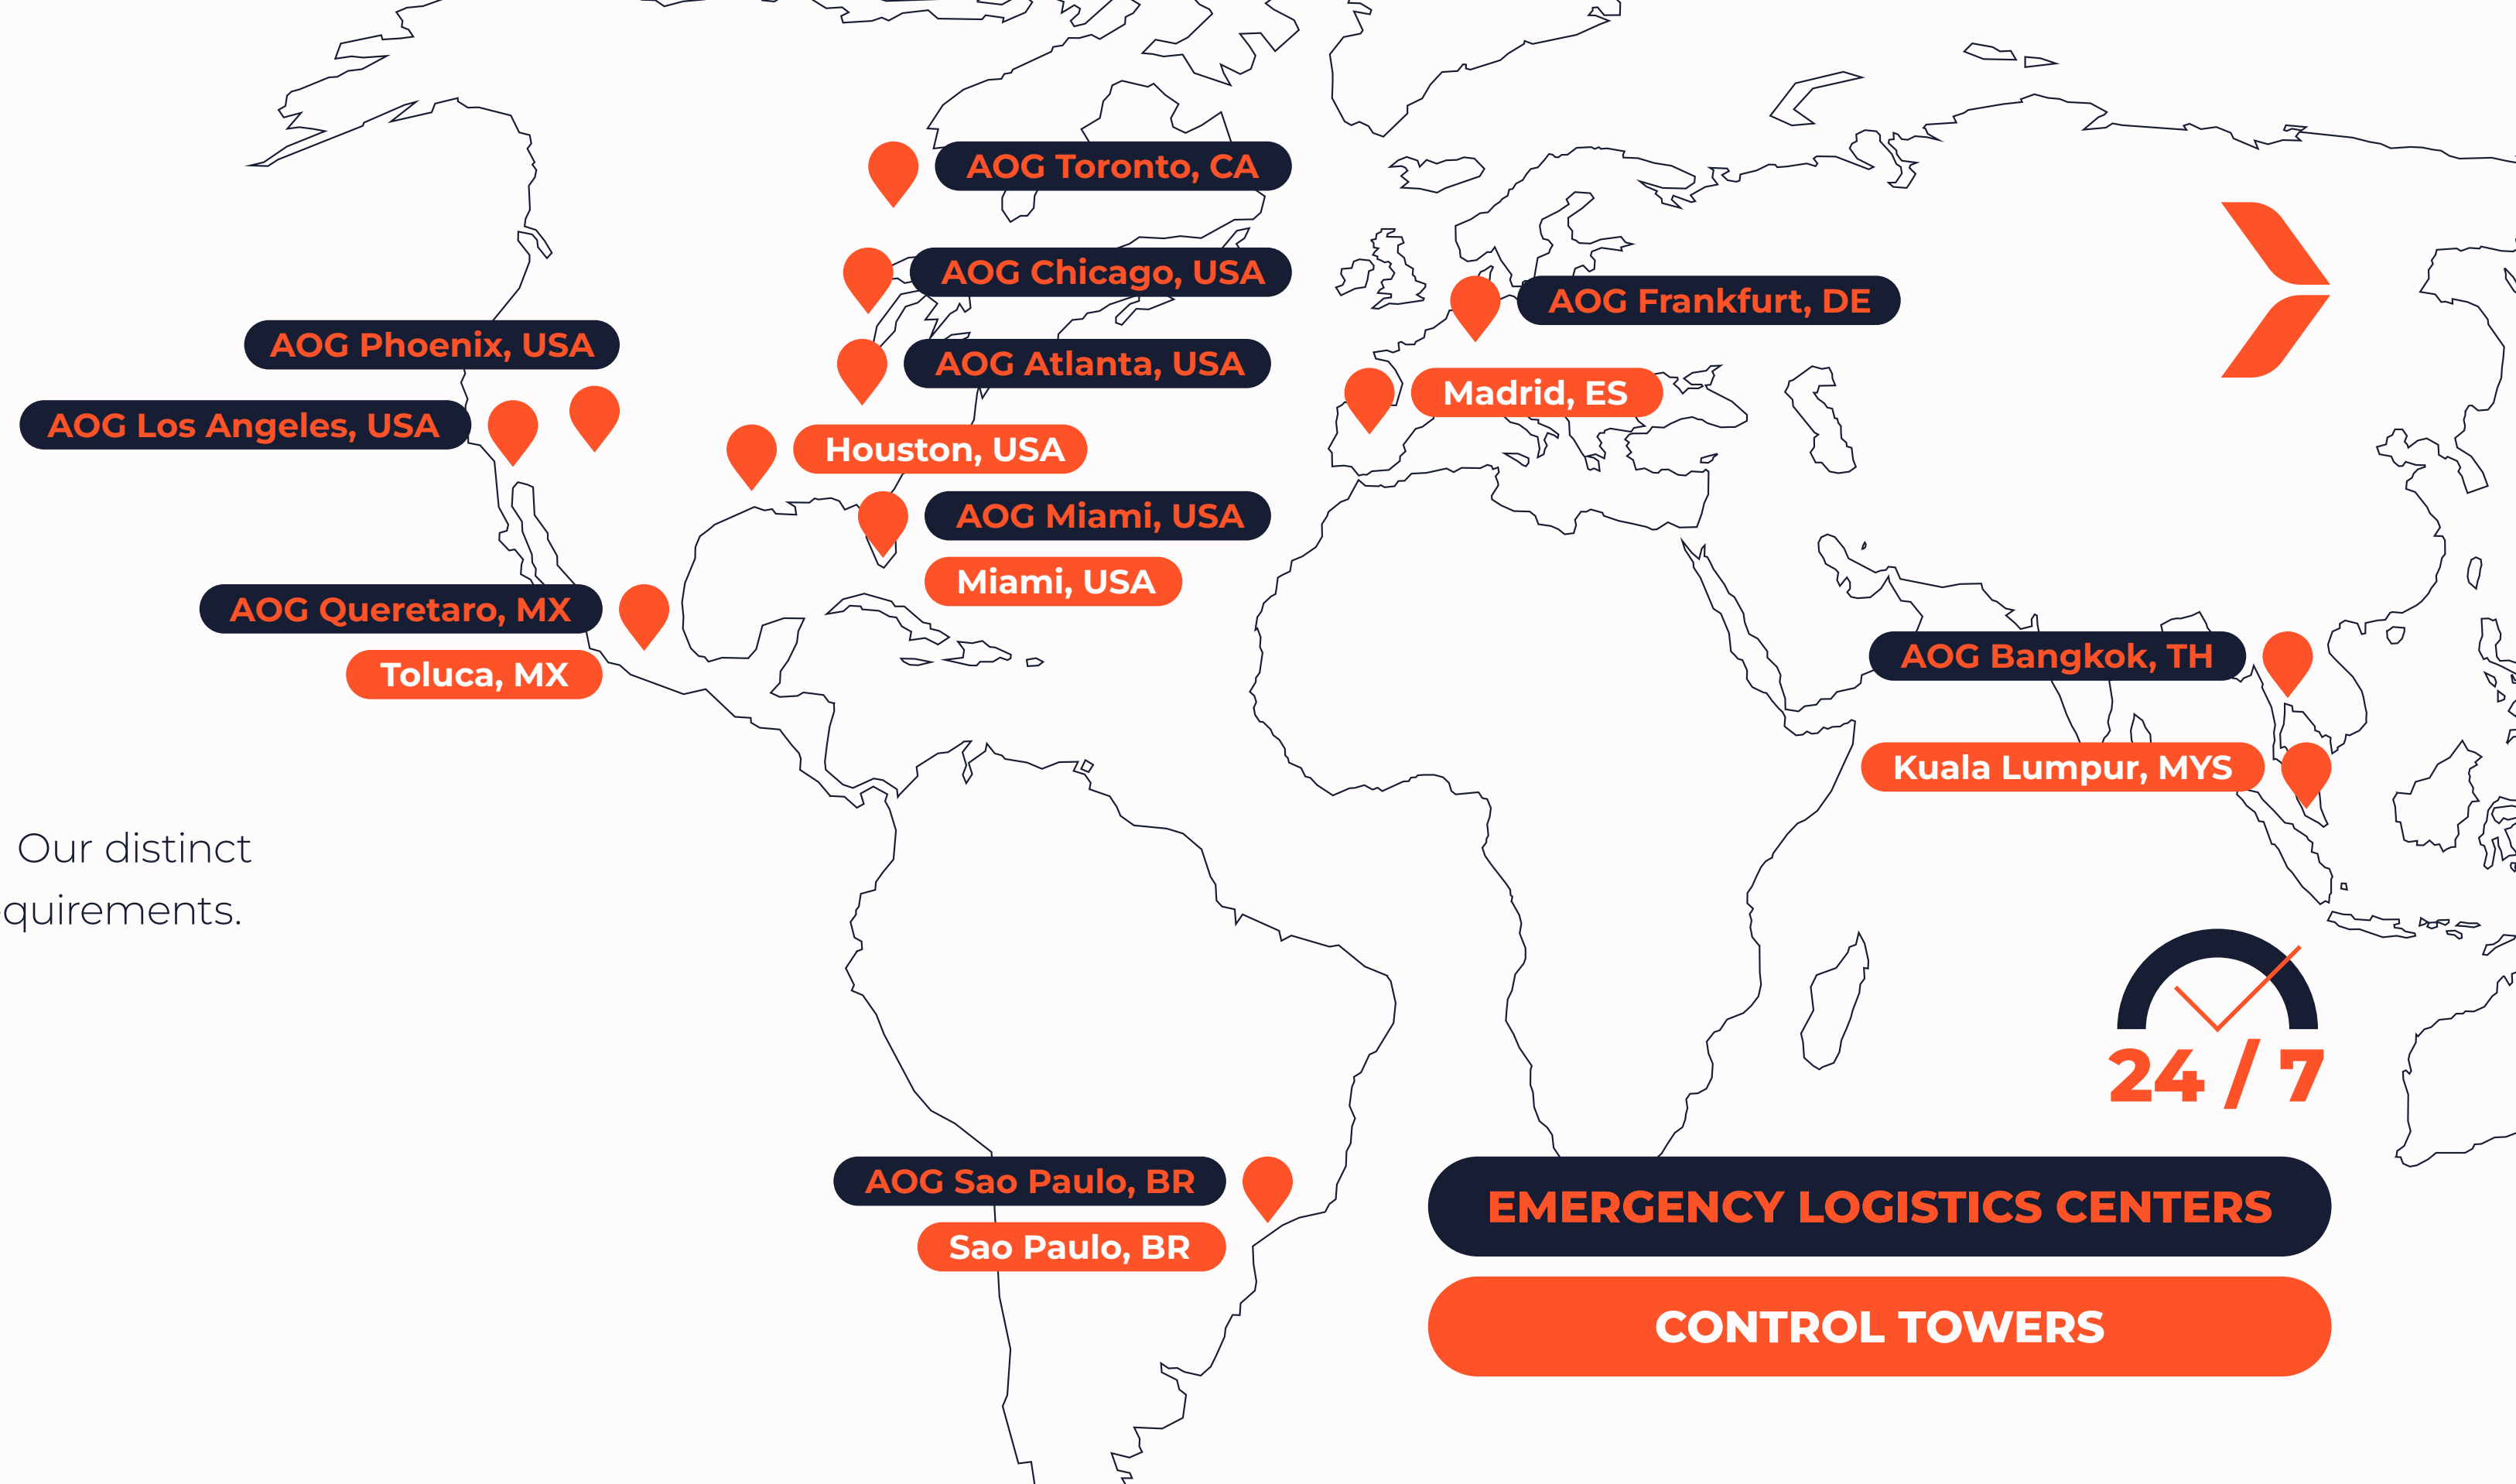 AOG Toronto, CA
AOG Chicago, USA
AOG Frankfurt, DE
AOG Phoenix, USA
AOG Atlanta, USA
Madrid, ES
AOG Los Angeles, USA
Houston, USA
AOG Miami, USA
Miami, USA
AOG Queretaro, MX
Toluca, MX
AOG Bangkok, TH
Kuala Lumpur, MYS
Our distinct
quirements.
24 / 7
AOG Sao Paulo, BR
Sao Paulo, BR
EMERGENCY LOGISTICS CENTERS
CONTROL TOWERS